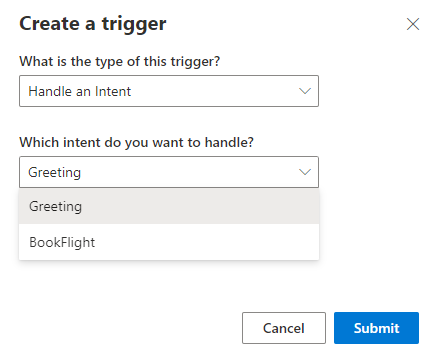 Create a trigger
What is the type of this trigger?
Handle an Intent
Which intent do you want to handle?
Greeting
Greeting
BookFlight
Cancel
Submit